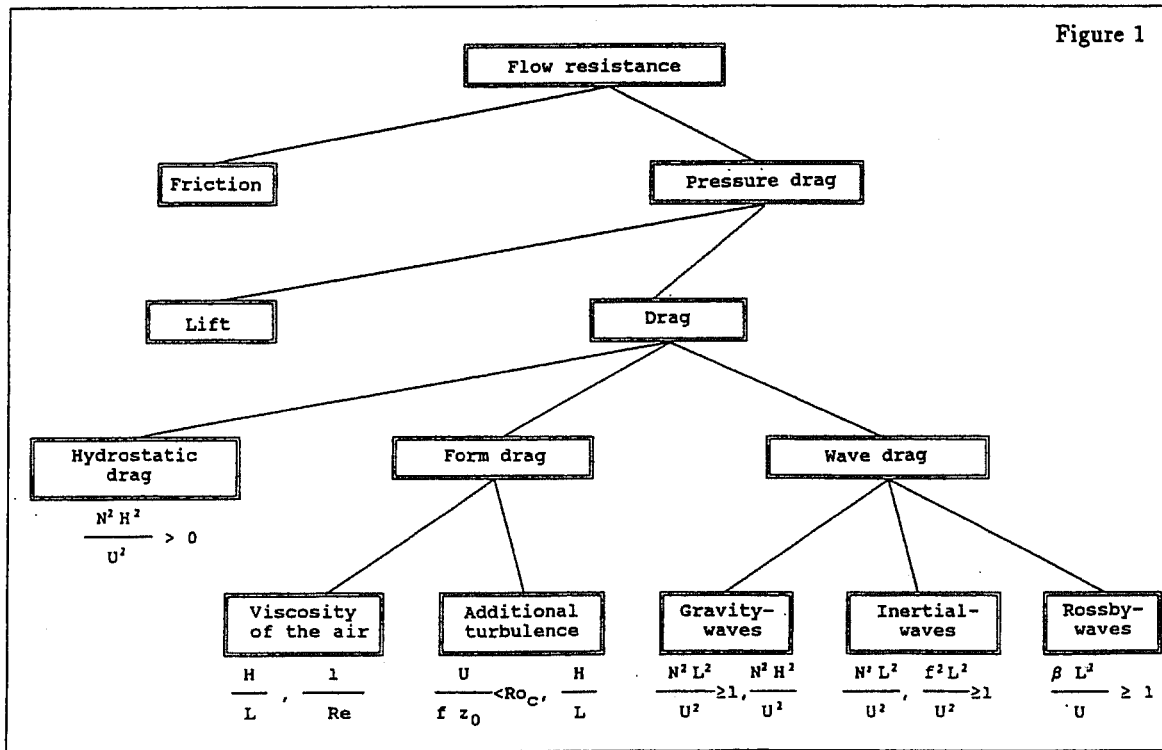 Figure 1
Flow resistance
Friction
Pressure drag
Lift
Drag
Hydrostatic
drag
Form drag
Wave drag
N² H²
―― > 0
U²
Viscosity
of the air
Additional
turbulence
Gravity-
waves
Inertial-
waves
Rossby-
waves
H/L , 1/Re
U/(f z₀) <Ro_C, H/L
N² L²/U² ≥1, N² H²/U²
N² L²/U² , f² L²/U² ≥1
β L²/U ≥ 1